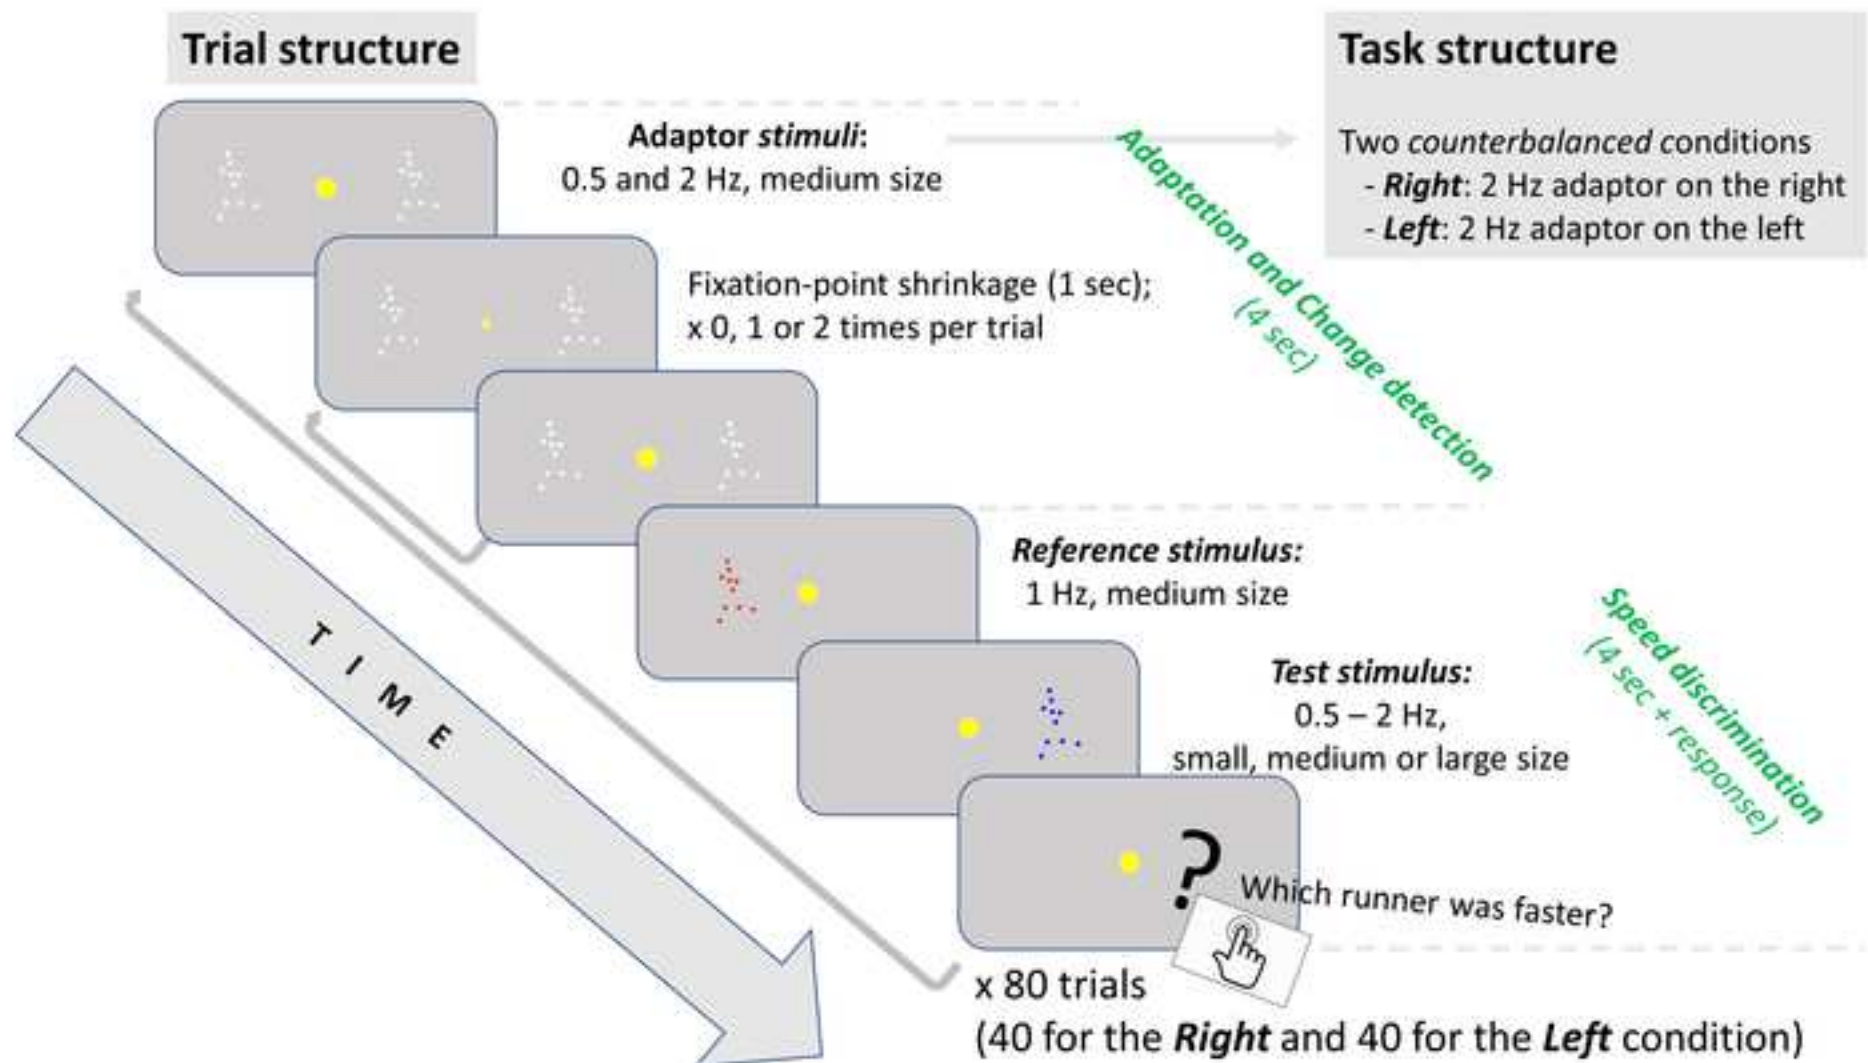 Trial structure
Task structure
Adaptor stimuli:
0.5 and 2 Hz, medium size
Two counterbalanced conditions
- Right: 2 Hz adaptor on the right
- Left: 2 Hz adaptor on the left
Adaptation and Change detection
(4 sec)
Fixation-point shrinkage (1 sec);
x 0, 1 or 2 times per trial
Reference stimulus:
1 Hz, medium size
Test stimulus:
0.5 – 2 Hz,
small, medium or large size
Speed discrimination
(4 sec + response)
TIME
?
Which runner was faster?
x 80 trials
(40 for the Right and 40 for the Left condition)